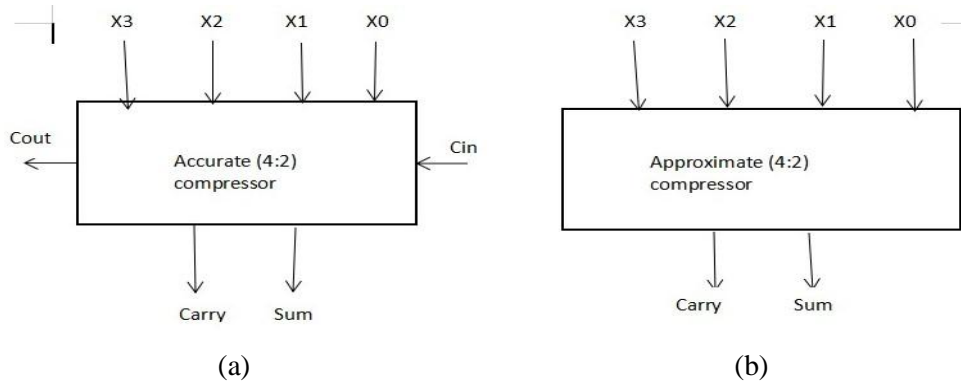 X3 X2 X1 X0
Cout
Accurate (4:2)
compressor
Cin
Carry Sum
(a)
X3 X2 X1 X0
Approximate (4:2)
compressor
Carry Sum
(b)